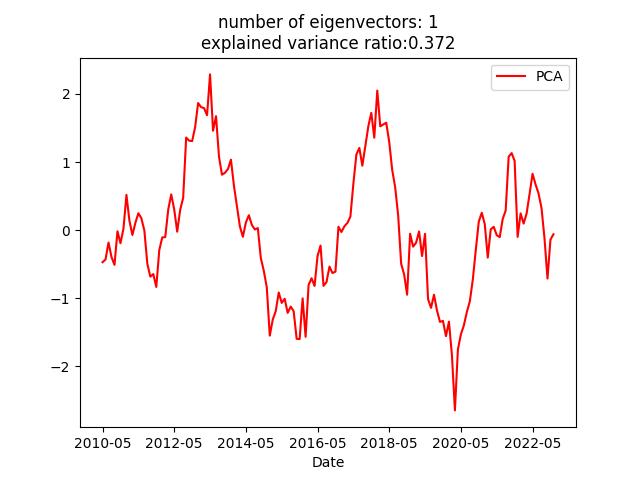 number of eigenvectors: 1
explained variance ratio:0.372
PCA
2
1
0
−1
−2
2010-05 2012-05 2014-05 2016-05 2018-05 2020-05 2022-05
Date